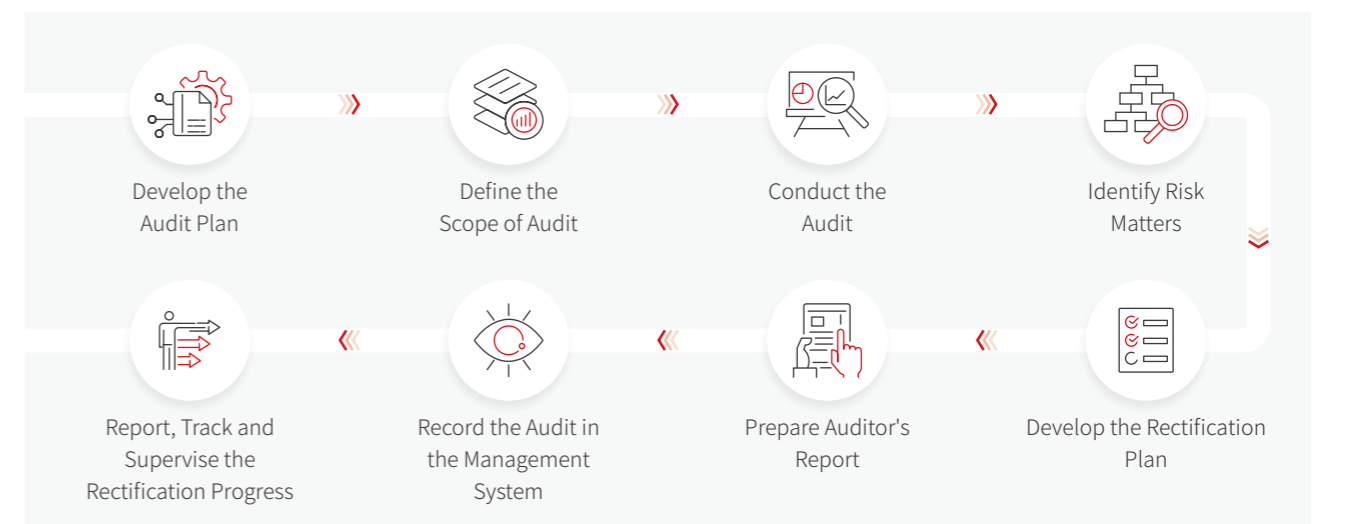 Develop the
Audit Plan
Define the
Scope of Audit
Conduct the
Audit
Identify Risk
Matters
Develop the Rectification
Plan
Prepare Auditor's
Report
Record the Audit in
the Management
System
Report, Track and
Supervise the
Rectification Progress